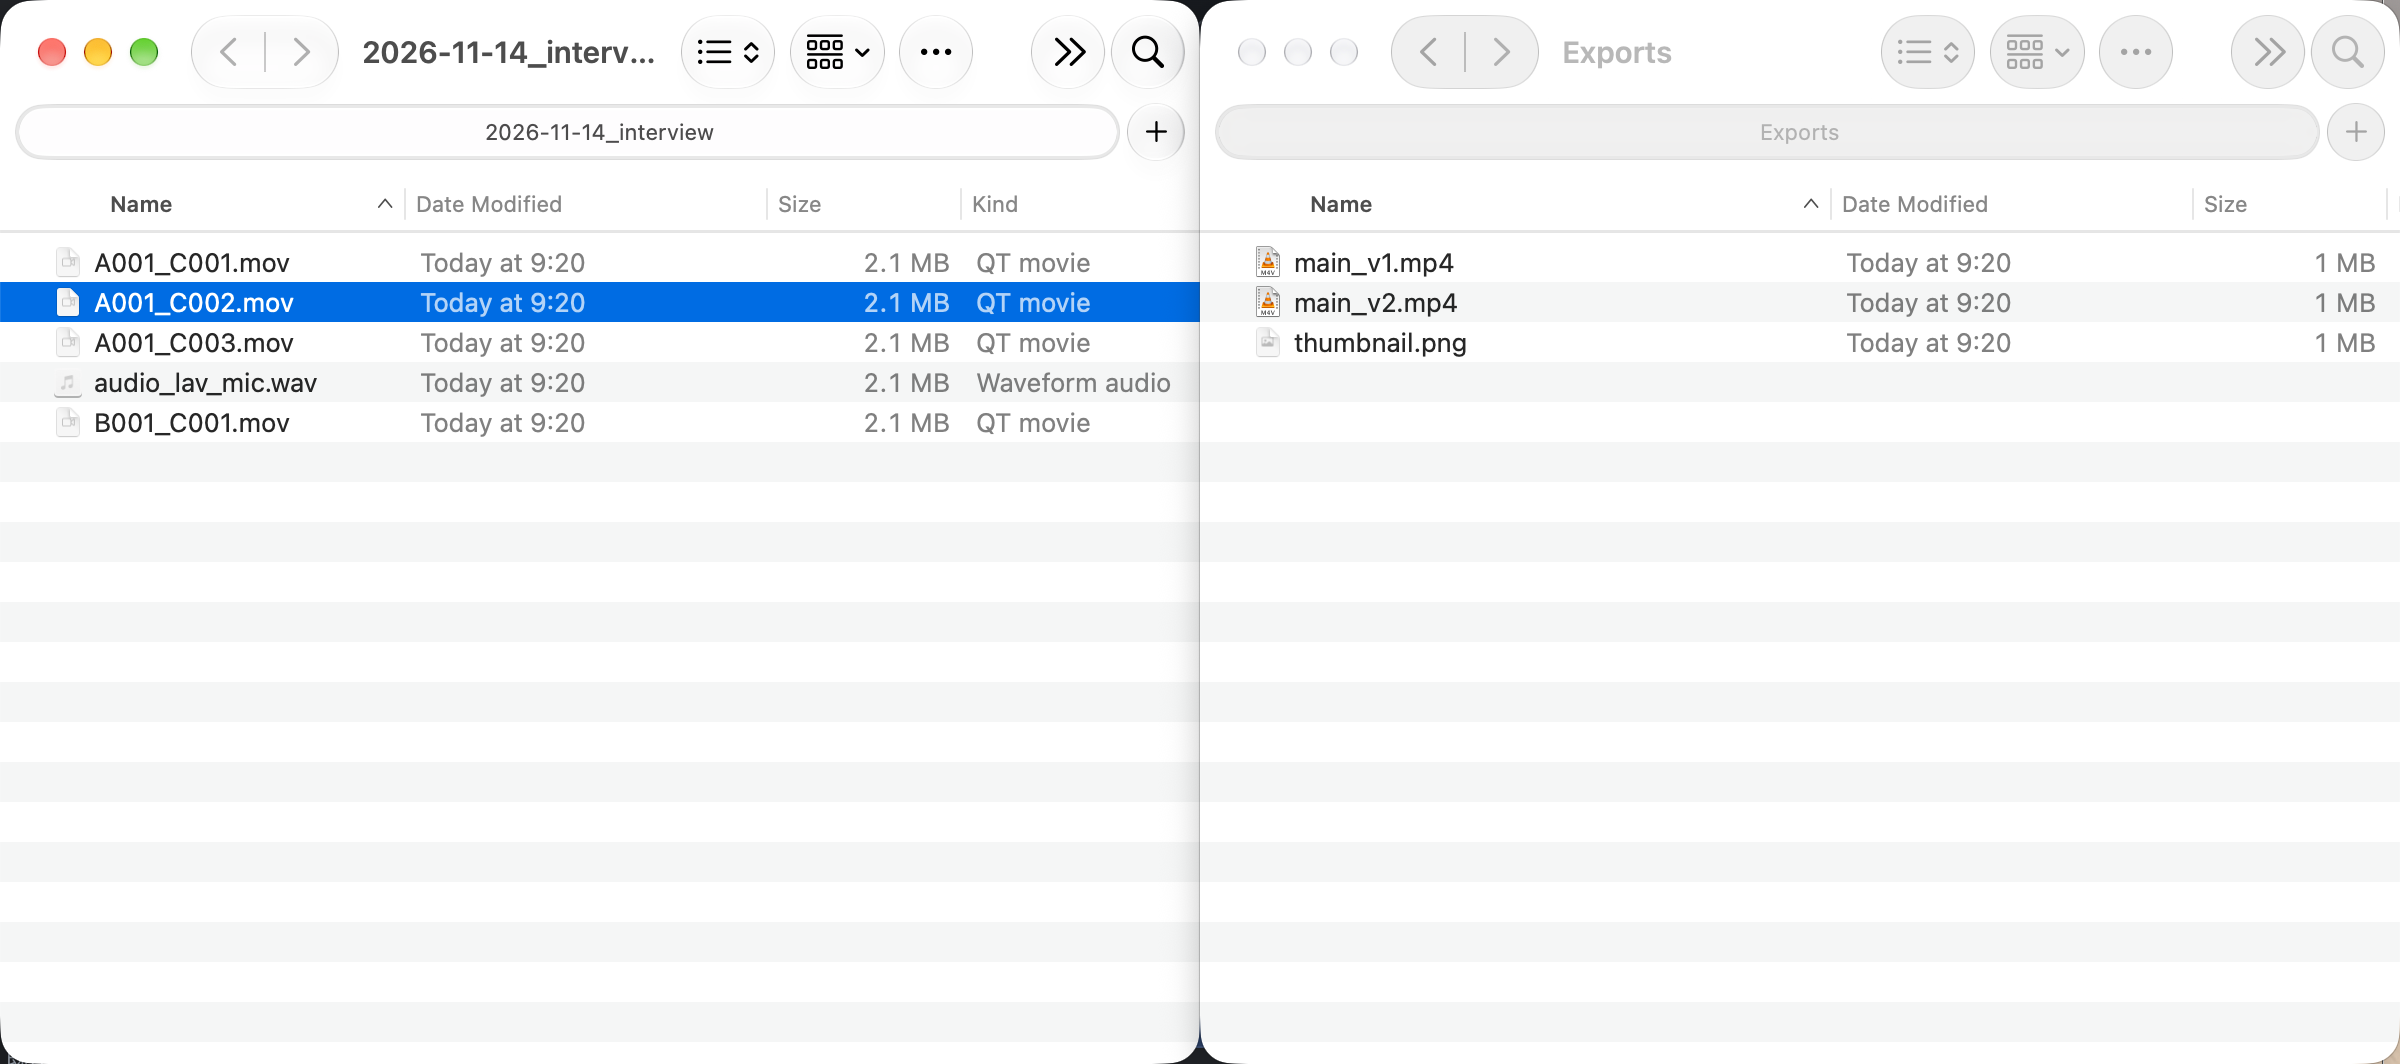 2026-11-14_interv...
2026-11-14_interview
Name Date Modified Size Kind
A001_C001.mov Today at 9:20 2.1 MB QT movie
A001_C002.mov Today at 9:20 2.1 MB QT movie
A001_C003.mov Today at 9:20 2.1 MB QT movie
audio_lav_mic.wav Today at 9:20 2.1 MB Waveform audio
B001_C001.mov Today at 9:20 2.1 MB QT movie
Exports
Exports
Name Date Modified Size
main_v1.mp4 Today at 9:20 1 MB
main_v2.mp4 Today at 9:20 1 MB
thumbnail.png Today at 9:20 1 MB